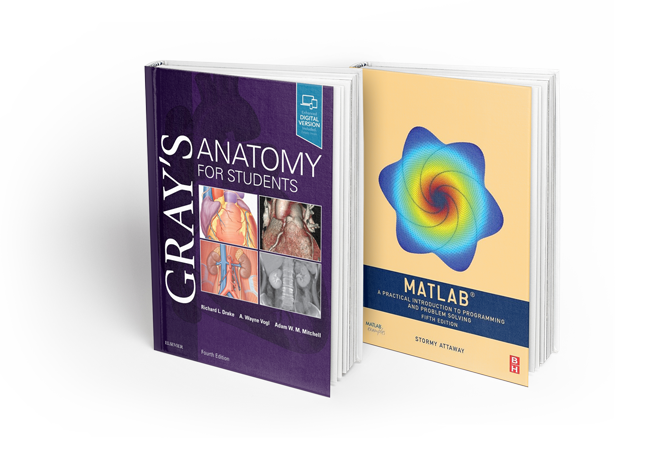 GRAY'S
ANATOMY
FOR STUDENTS
DIGITAL
VERSION
Richard L. Drake A. Wayne Vogl Adam W. M. Mitchell
Fourth Edition
ELSEVIER
MATLAB®
A PRACTICAL INTRODUCTION TO PROGRAMMING
AND PROBLEM SOLVING
FIFTH EDITION
MATLAB
STORMY ATTAWAY
B
H